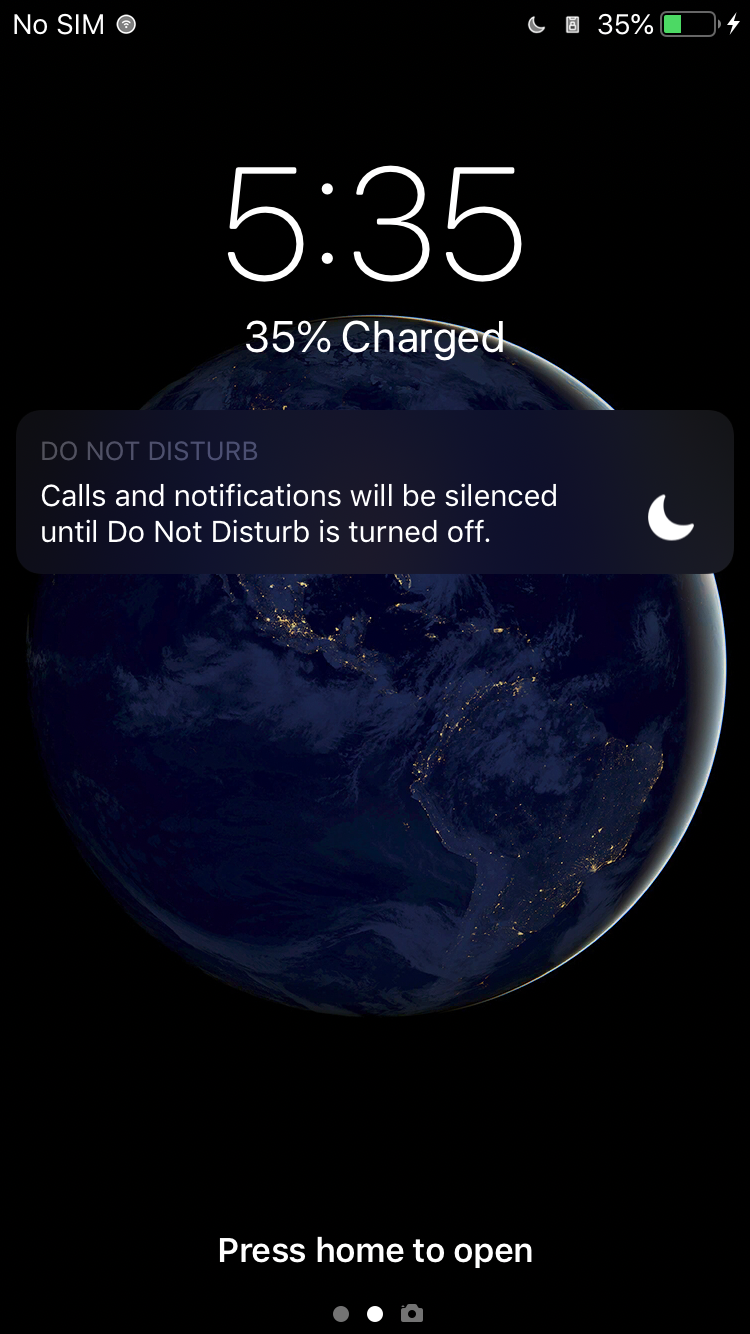 No SIM 35%
5:35
35% Charged
DO NOT DISTURB
Calls and notifications will be silenced
until Do Not Disturb is turned off.
Press home to open